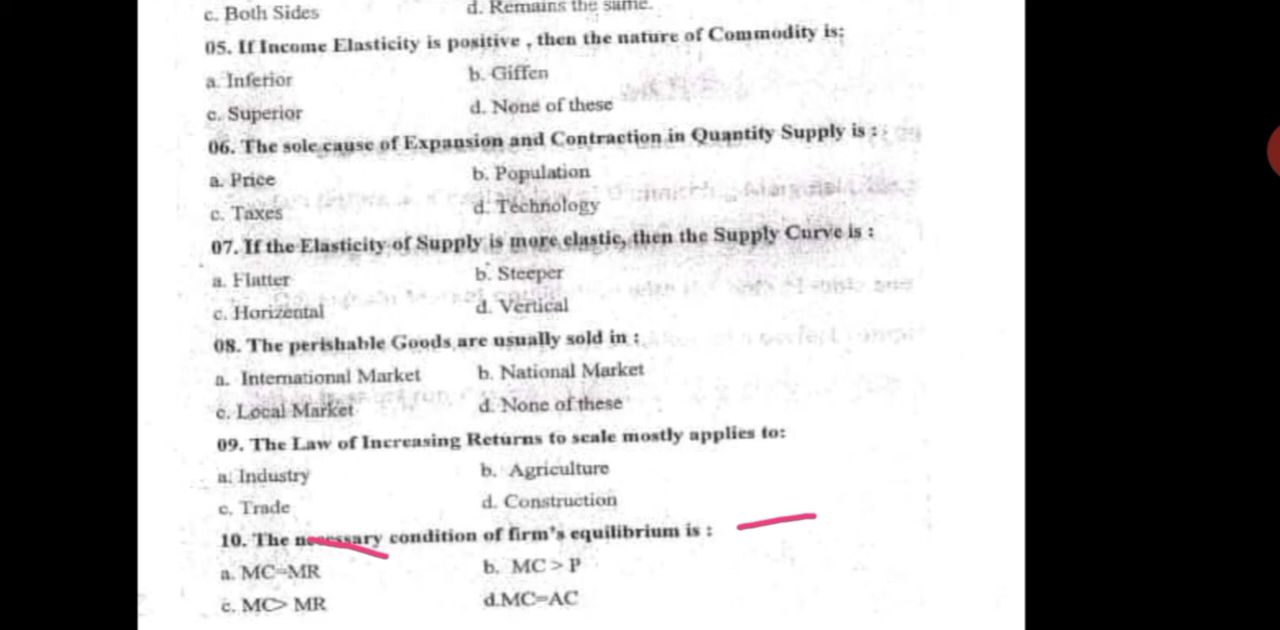 c. Both Sides d. Remains the same.
05. If Income Elasticity is positive , then the nature of Commodity is:
a. Inferior b. Giffen
c. Superior d. None of these
06. The sole cause of Expansion and Contraction in Quantity Supply is :
a. Price b. Population
c. Taxes d. Technology
07. If the Elasticity of Supply is more elastic, then the Supply Curve is :
a. Flatter b. Steeper
c. Horizental d. Vertical
08. The perishable Goods are usually sold in :
a. International Market b. National Market
c. Local Market d. None of these
09. The Law of Increasing Returns to scale mostly applies to:
a. Industry b. Agriculture
c. Trade d. Construction
10. The necessary condition of firm's equilibrium is :
a. MC=MR b. MC > P
c. MC> MR d.MC=AC